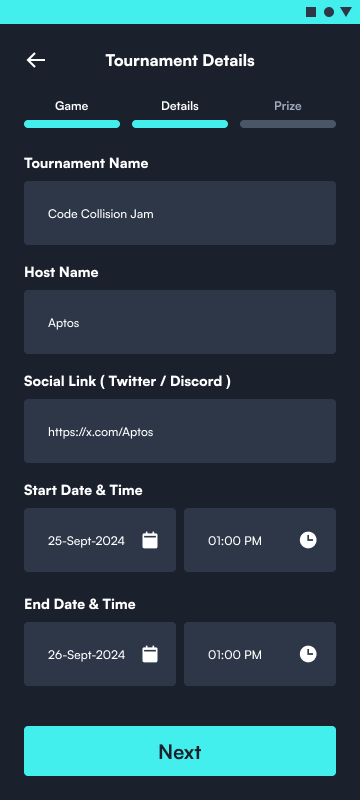 Tournament Details
Game Details Prize
Tournament Name
Code Collision Jam
Host Name
Aptos
Social Link ( Twitter / Discord )
https://x.com/Aptos
Start Date & Time
25-Sept-2024 01:00 PM
End Date & Time
26-Sept-2024 01:00 PM
Next